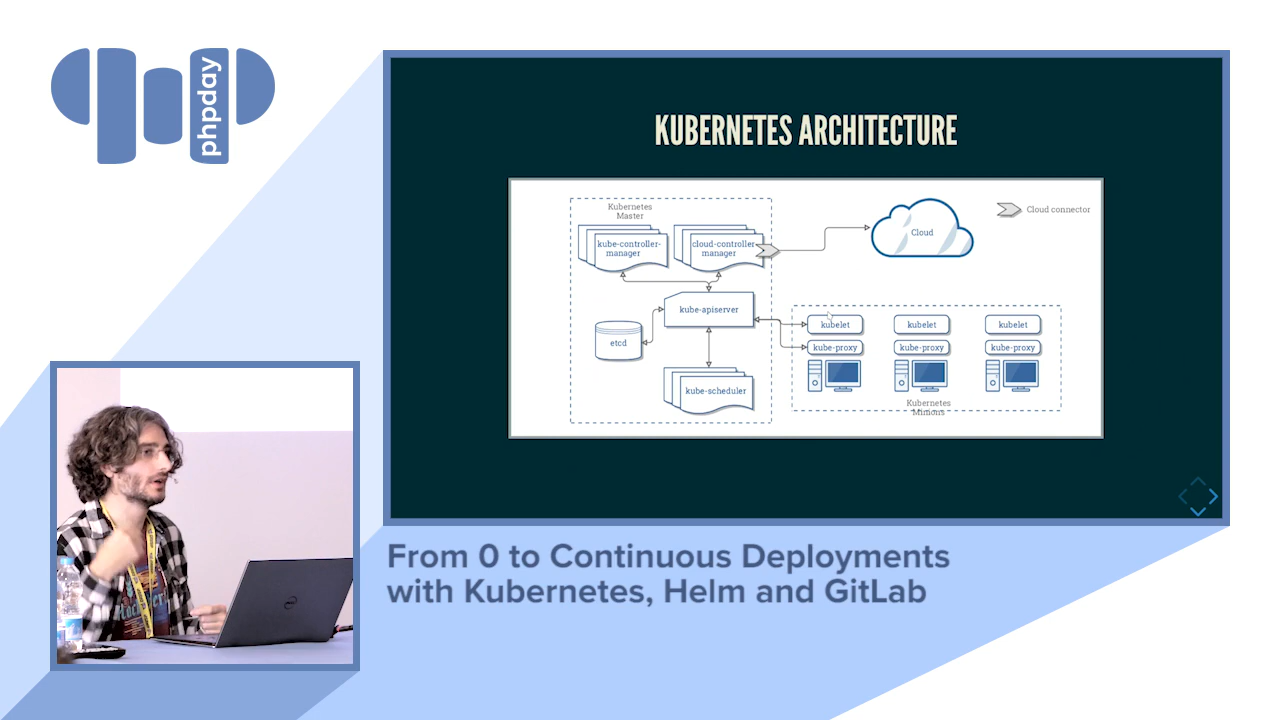 phpday
KUBERNETES ARCHITECTURE
Kubernetes
Master
kube-controller-
manager
cloud-controller
manager
Cloud
Cloud connector
kube-apiserver
etcd
kube-scheduler
kubelet
kubelet
kubelet
kube-proxy
kube-proxy
kube-proxy
Kubernetes
Minions
From 0 to Continuous Deployments
with Kubernetes, Helm and GitLab